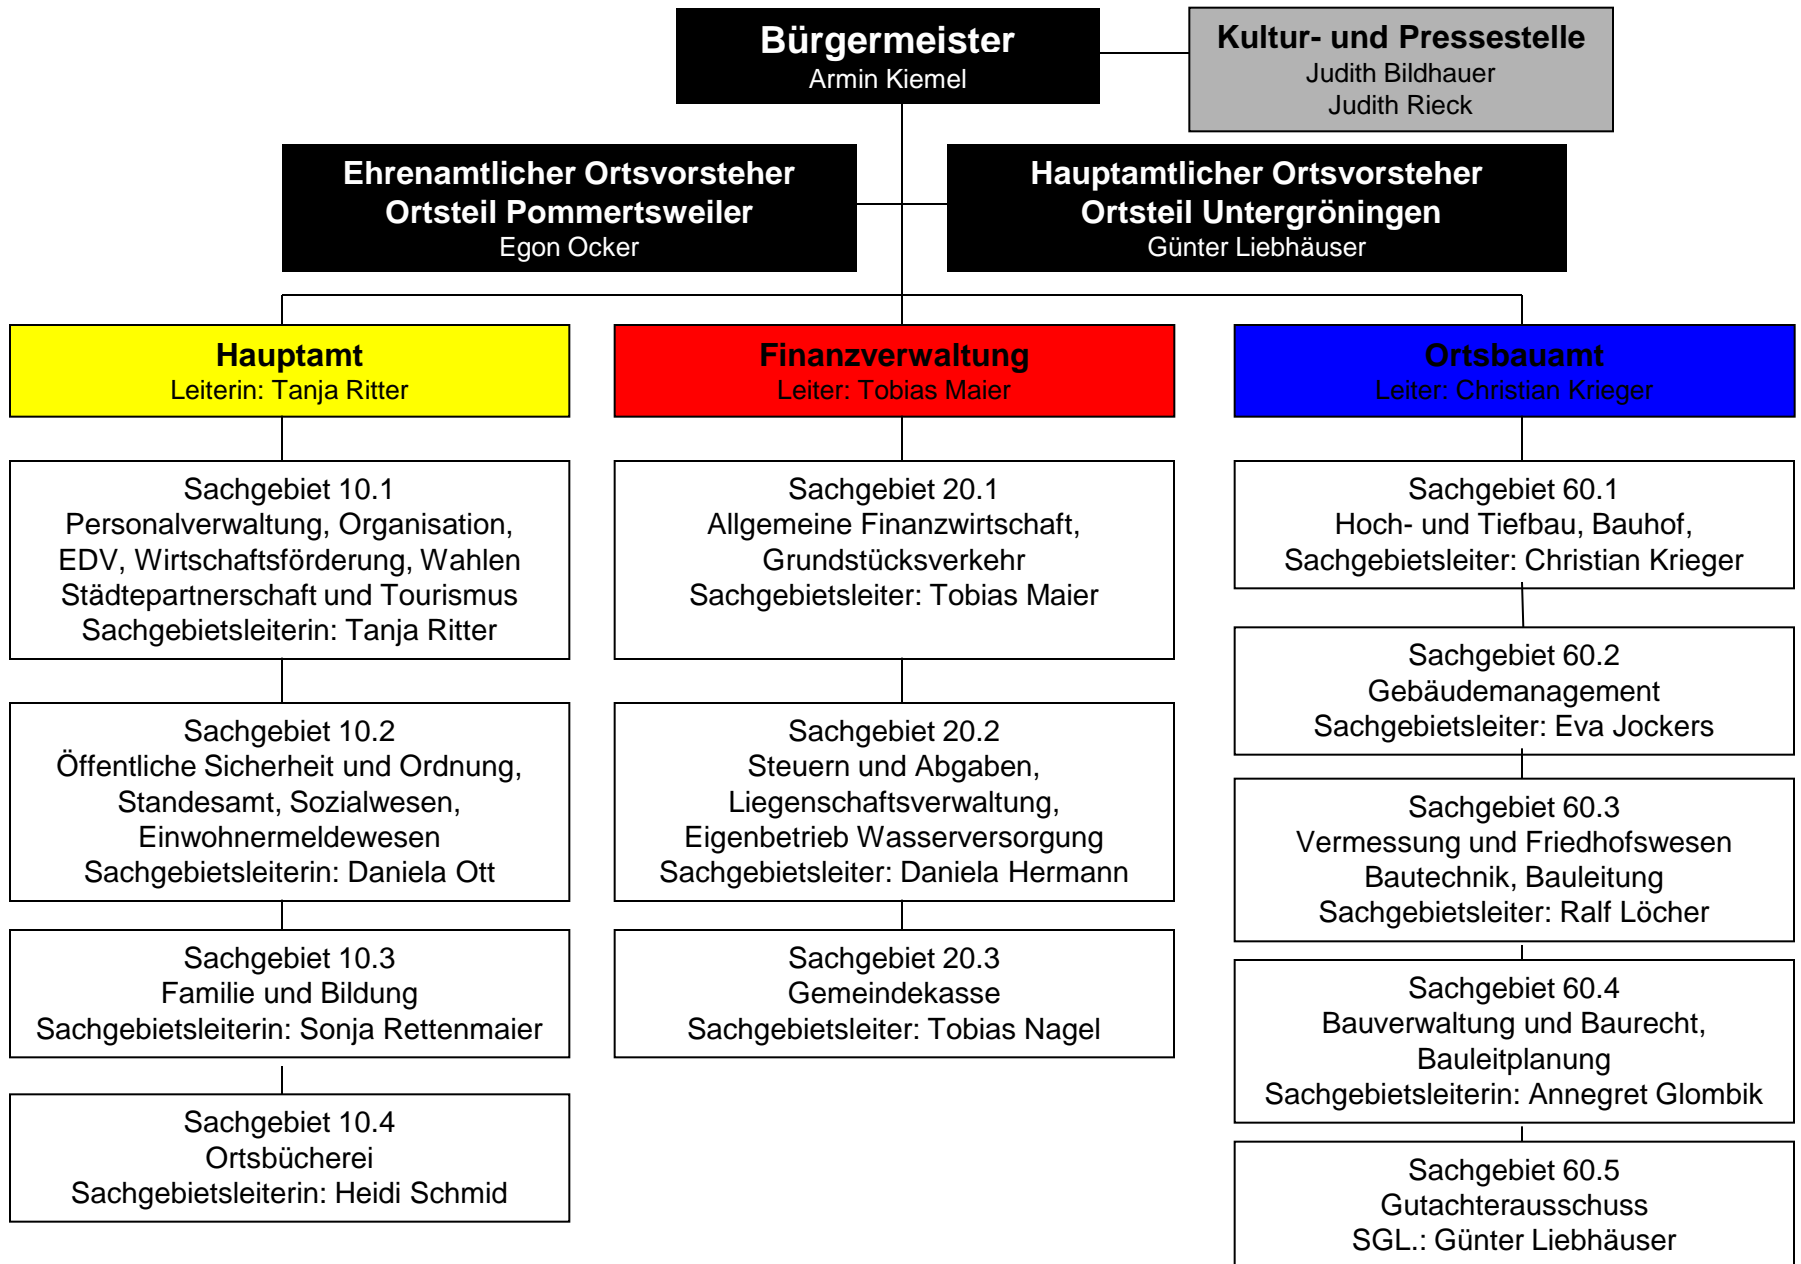 Bürgermeister
Armin Kiemel
Kultur- und Pressestelle
Judith Bildhauer
Judith Rieck
Ehrenamtlicher Ortsvorsteher
Ortsteil Pommertsweiler
Egon Ocker
Hauptamtlicher Ortsvorsteher
Ortsteil Untergröningen
Günter Liebhäuser
Hauptamt
Leiterin: Tanja Ritter
Sachgebiet 10.1
Personalverwaltung, Organisation,
EDV, Wirtschaftsförderung, Wahlen
Städtepartnerschaft und Tourismus
Sachgebietsleiterin: Tanja Ritter
Sachgebiet 10.2
Öffentliche Sicherheit und Ordnung,
Standesamt, Sozialwesen,
Einwohnermeldewesen
Sachgebietsleiterin: Daniela Ott
Sachgebiet 10.3
Familie und Bildung
Sachgebietsleiterin: Sonja Rettenmaier
Sachgebiet 10.4
Ortsbücherei
Sachgebietsleiterin: Heidi Schmid
Finanzverwaltung
Leiter: Tobias Maier
Sachgebiet 20.1
Allgemeine Finanzwirtschaft,
Grundstücksverkehr
Sachgebietsleiter: Tobias Maier
Sachgebiet 20.2
Steuern und Abgaben,
Liegenschaftsverwaltung,
Eigenbetrieb Wasserversorgung
Sachgebietsleiter: Daniela Hermann
Sachgebiet 20.3
Gemeindekasse
Sachgebietsleiter: Tobias Nagel
Ortsbauamt
Leiter: Christian Krieger
Sachgebiet 60.1
Hoch- und Tiefbau, Bauhof,
Sachgebietsleiter: Christian Krieger
Sachgebiet 60.2
Gebäudemanagement
Sachgebietsleiter: Eva Jockers
Sachgebiet 60.3
Vermessung und Friedhofswesen
Bautechnik, Bauleitung
Sachgebietsleiter: Ralf Löcher
Sachgebiet 60.4
Bauverwaltung und Baurecht,
Bauleitplanung
Sachgebietsleiterin: Annegret Glombik
Sachgebiet 60.5
Gutachterausschuss
SGL.: Günter Liebhäuser